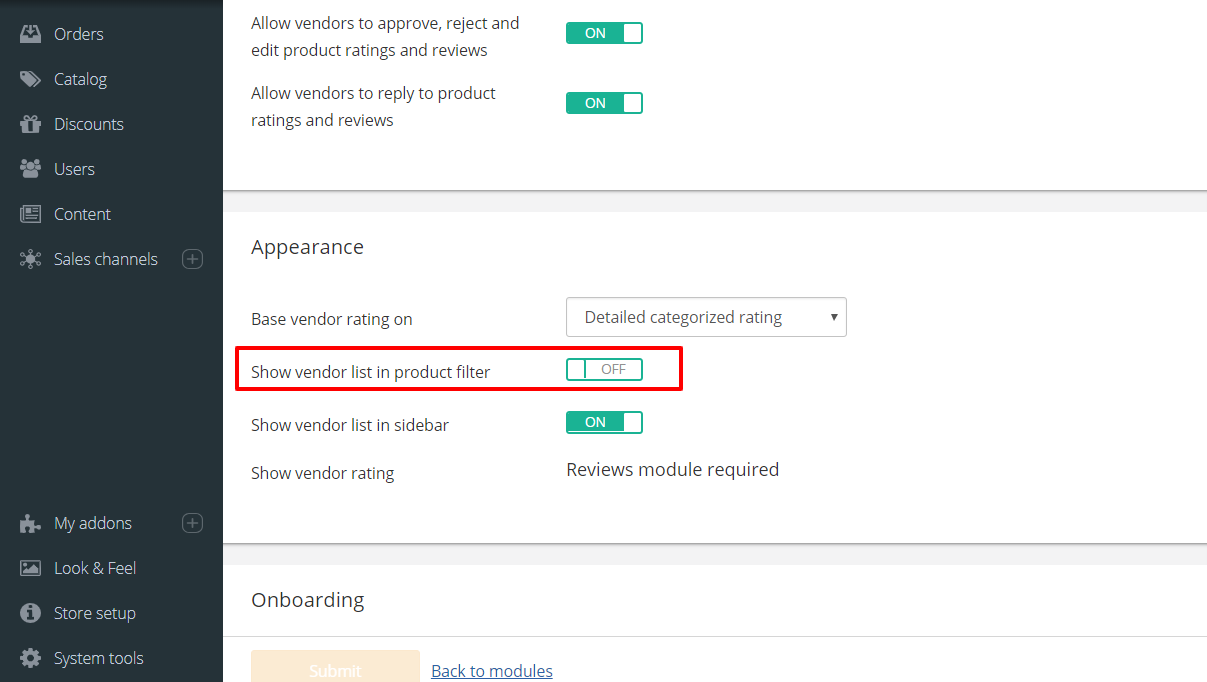 Orders
Catalog
Discounts
Users
Content
Sales channels
My addons
Look & Feel
Store setup
System tools
Allow vendors to approve, reject and
edit product ratings and reviews
ON
Allow vendors to reply to product
ratings and reviews
ON
Appearance
Base vendor rating on
Detailed categorized rating
Show vendor list in product filter
OFF
Show vendor list in sidebar
ON
Show vendor rating
Reviews module required
Onboarding
Submit
Back to modules